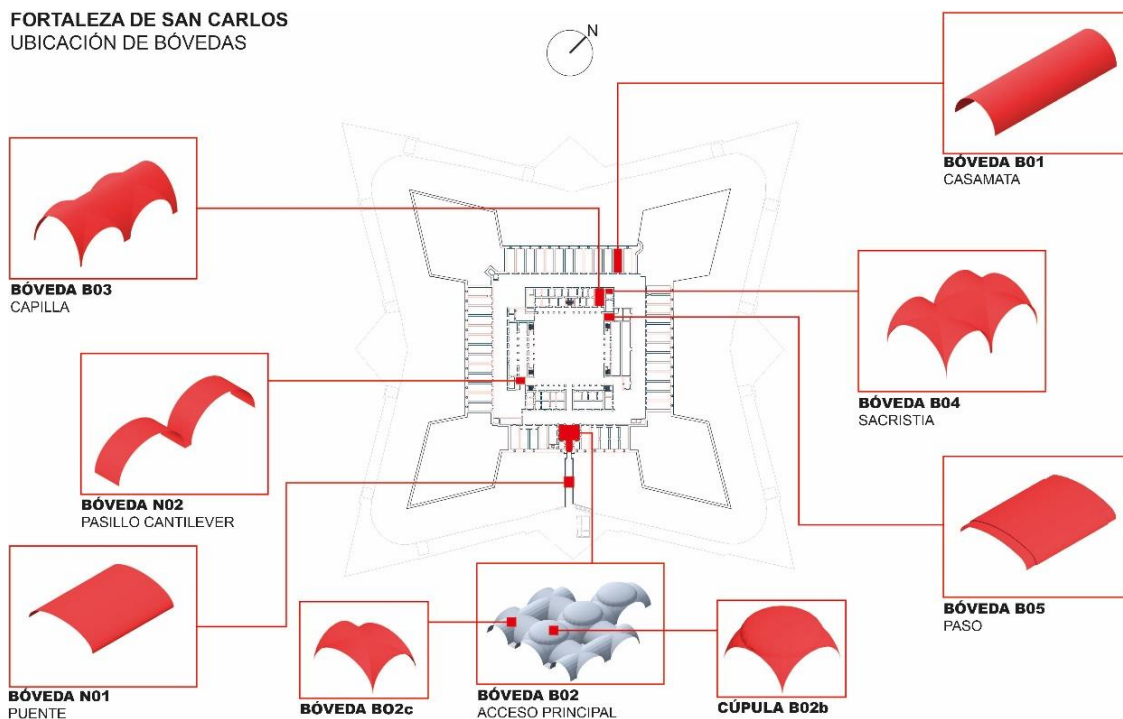 FORTALEZA DE SAN CARLOS
UBICACIÓN DE BÓVEDAS
N
BÓVEDA B01
CASAMATA
BÓVEDA B03
CAPILLA
BÓVEDA B04
SACRISTIA
BÓVEDA N02
PASILLO CANTILEVER
BÓVEDA B05
PASO
BÓVEDA N01
PUENTE
BÓVEDA BO2c
BÓVEDA B02
ACCESO PRINCIPAL
CÚPULA B02b